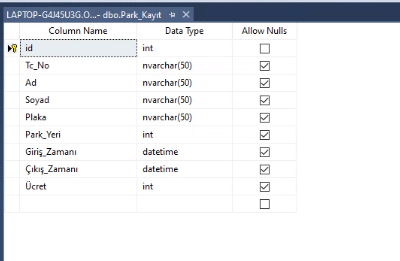 LAPTOP-G4J45U3G.O...- dbo.Park_Kayıt
Column Name Data Type Allow Nulls
id int
Tc_No nvarchar(50)
Ad nvarchar(50)
Soyad nvarchar(50)
Plaka nvarchar(50)
Park_Yeri int
Giriş_Zamanı datetime
Çıkış_Zamanı datetime
Ücret int